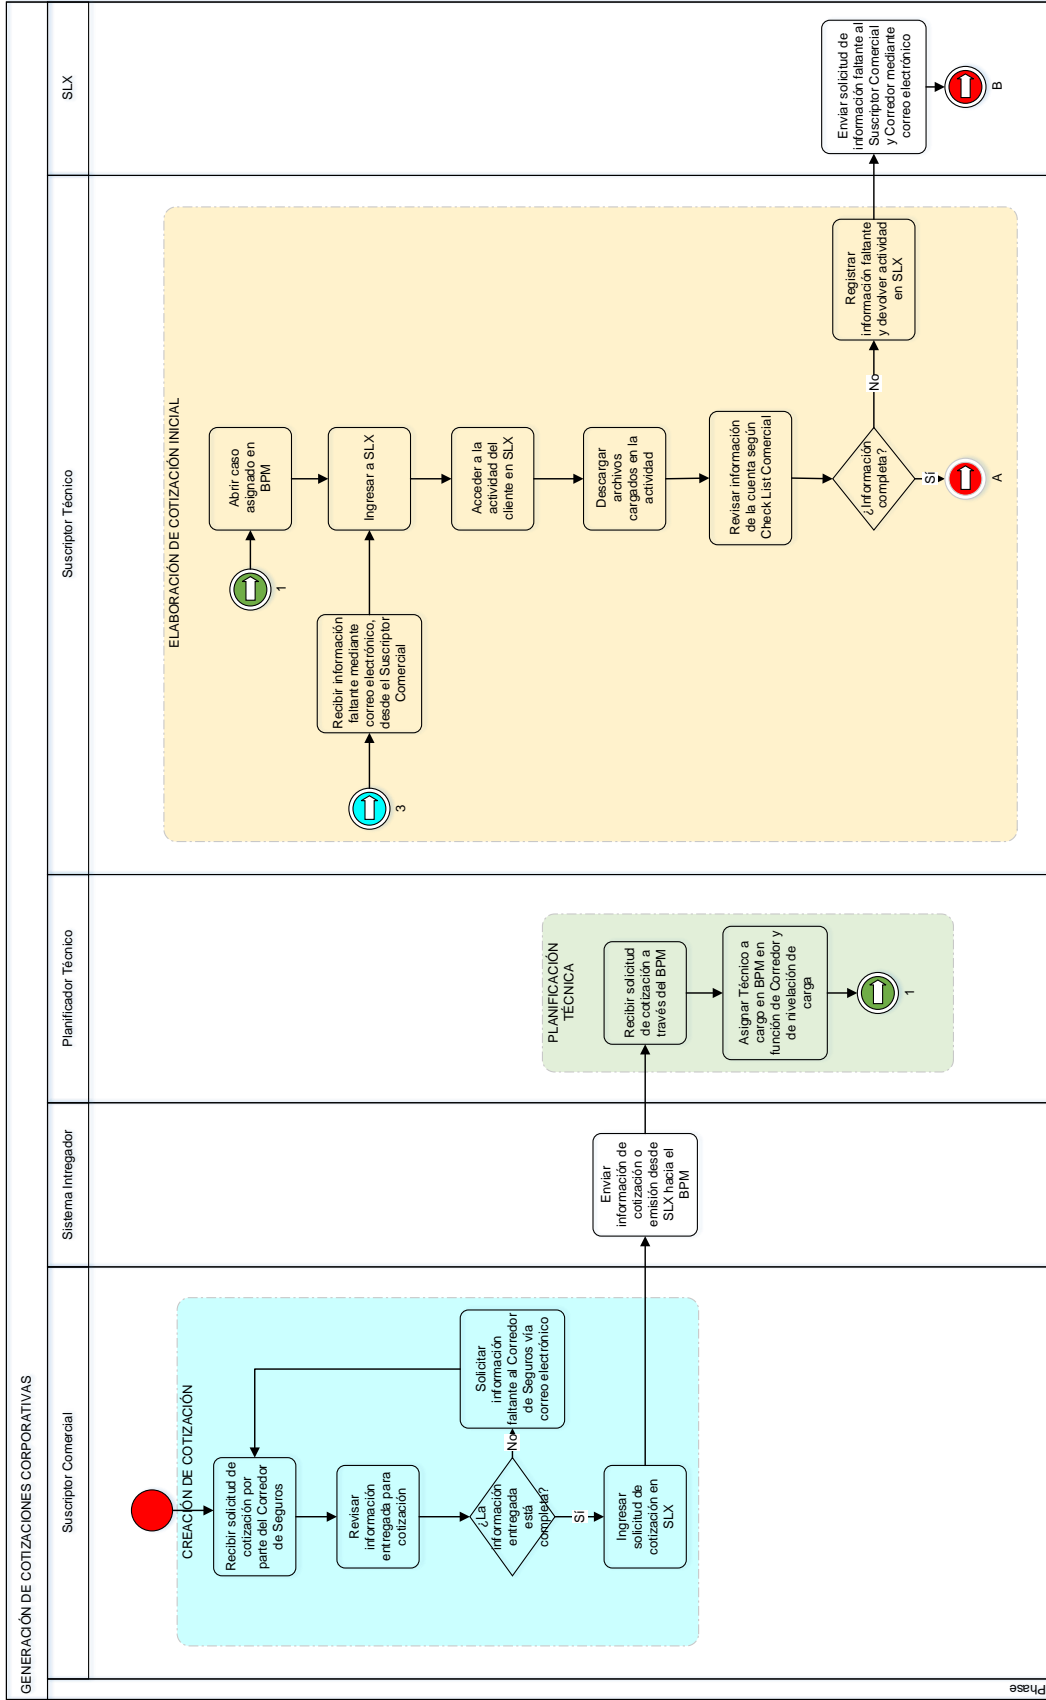 GENERACIÓN DE COTIZACIONES CORPORATIVAS
Phase
Suscriptor Comercial
Sistema Intregador
Planificador Técnico
Suscriptor Técnico
SLX
CREACIÓN DE COTIZACIÓN
Recibir solicitud de
cotización por
parte del Corredor
de Seguros
Revisar
información
entregada para
cotización
¿La
información
entregada
está
completa?
No
Solicitar
información
faltante al Corredor
de Seguros vía
correo electrónico
Sí
Ingresar
solicitud de
cotización en
SLX
Enviar
información de
cotización o
emisión desde
SLX hacia el
BPM
PLANIFICACIÓN
TÉCNICA
Recibir solicitud
de cotización a
través del BPM
Asignar Técnico a
cargo en BPM en
función de Corredor y
de nivelación de
carga
1
ELABORACIÓN DE COTIZACIÓN INICIAL
1
Abrir caso
asignado en
BPM
3
Recibir información
faltante mediante
correo electrónico,
desde el Suscriptor
Comercial
Ingresar a SLX
Acceder a la
actividad del
cliente en SLX
Descargar
archivos
cargados en la
actividad
Revisar información
de la cuenta según
Check List Comercial
¿Información
completa?
Sí
A
No
Registrar
información faltante
y devolver actividad
en SLX
Enviar solicitud de
información faltante al
Suscriptor Comercial
y Corredor mediante
correo electrónico
B